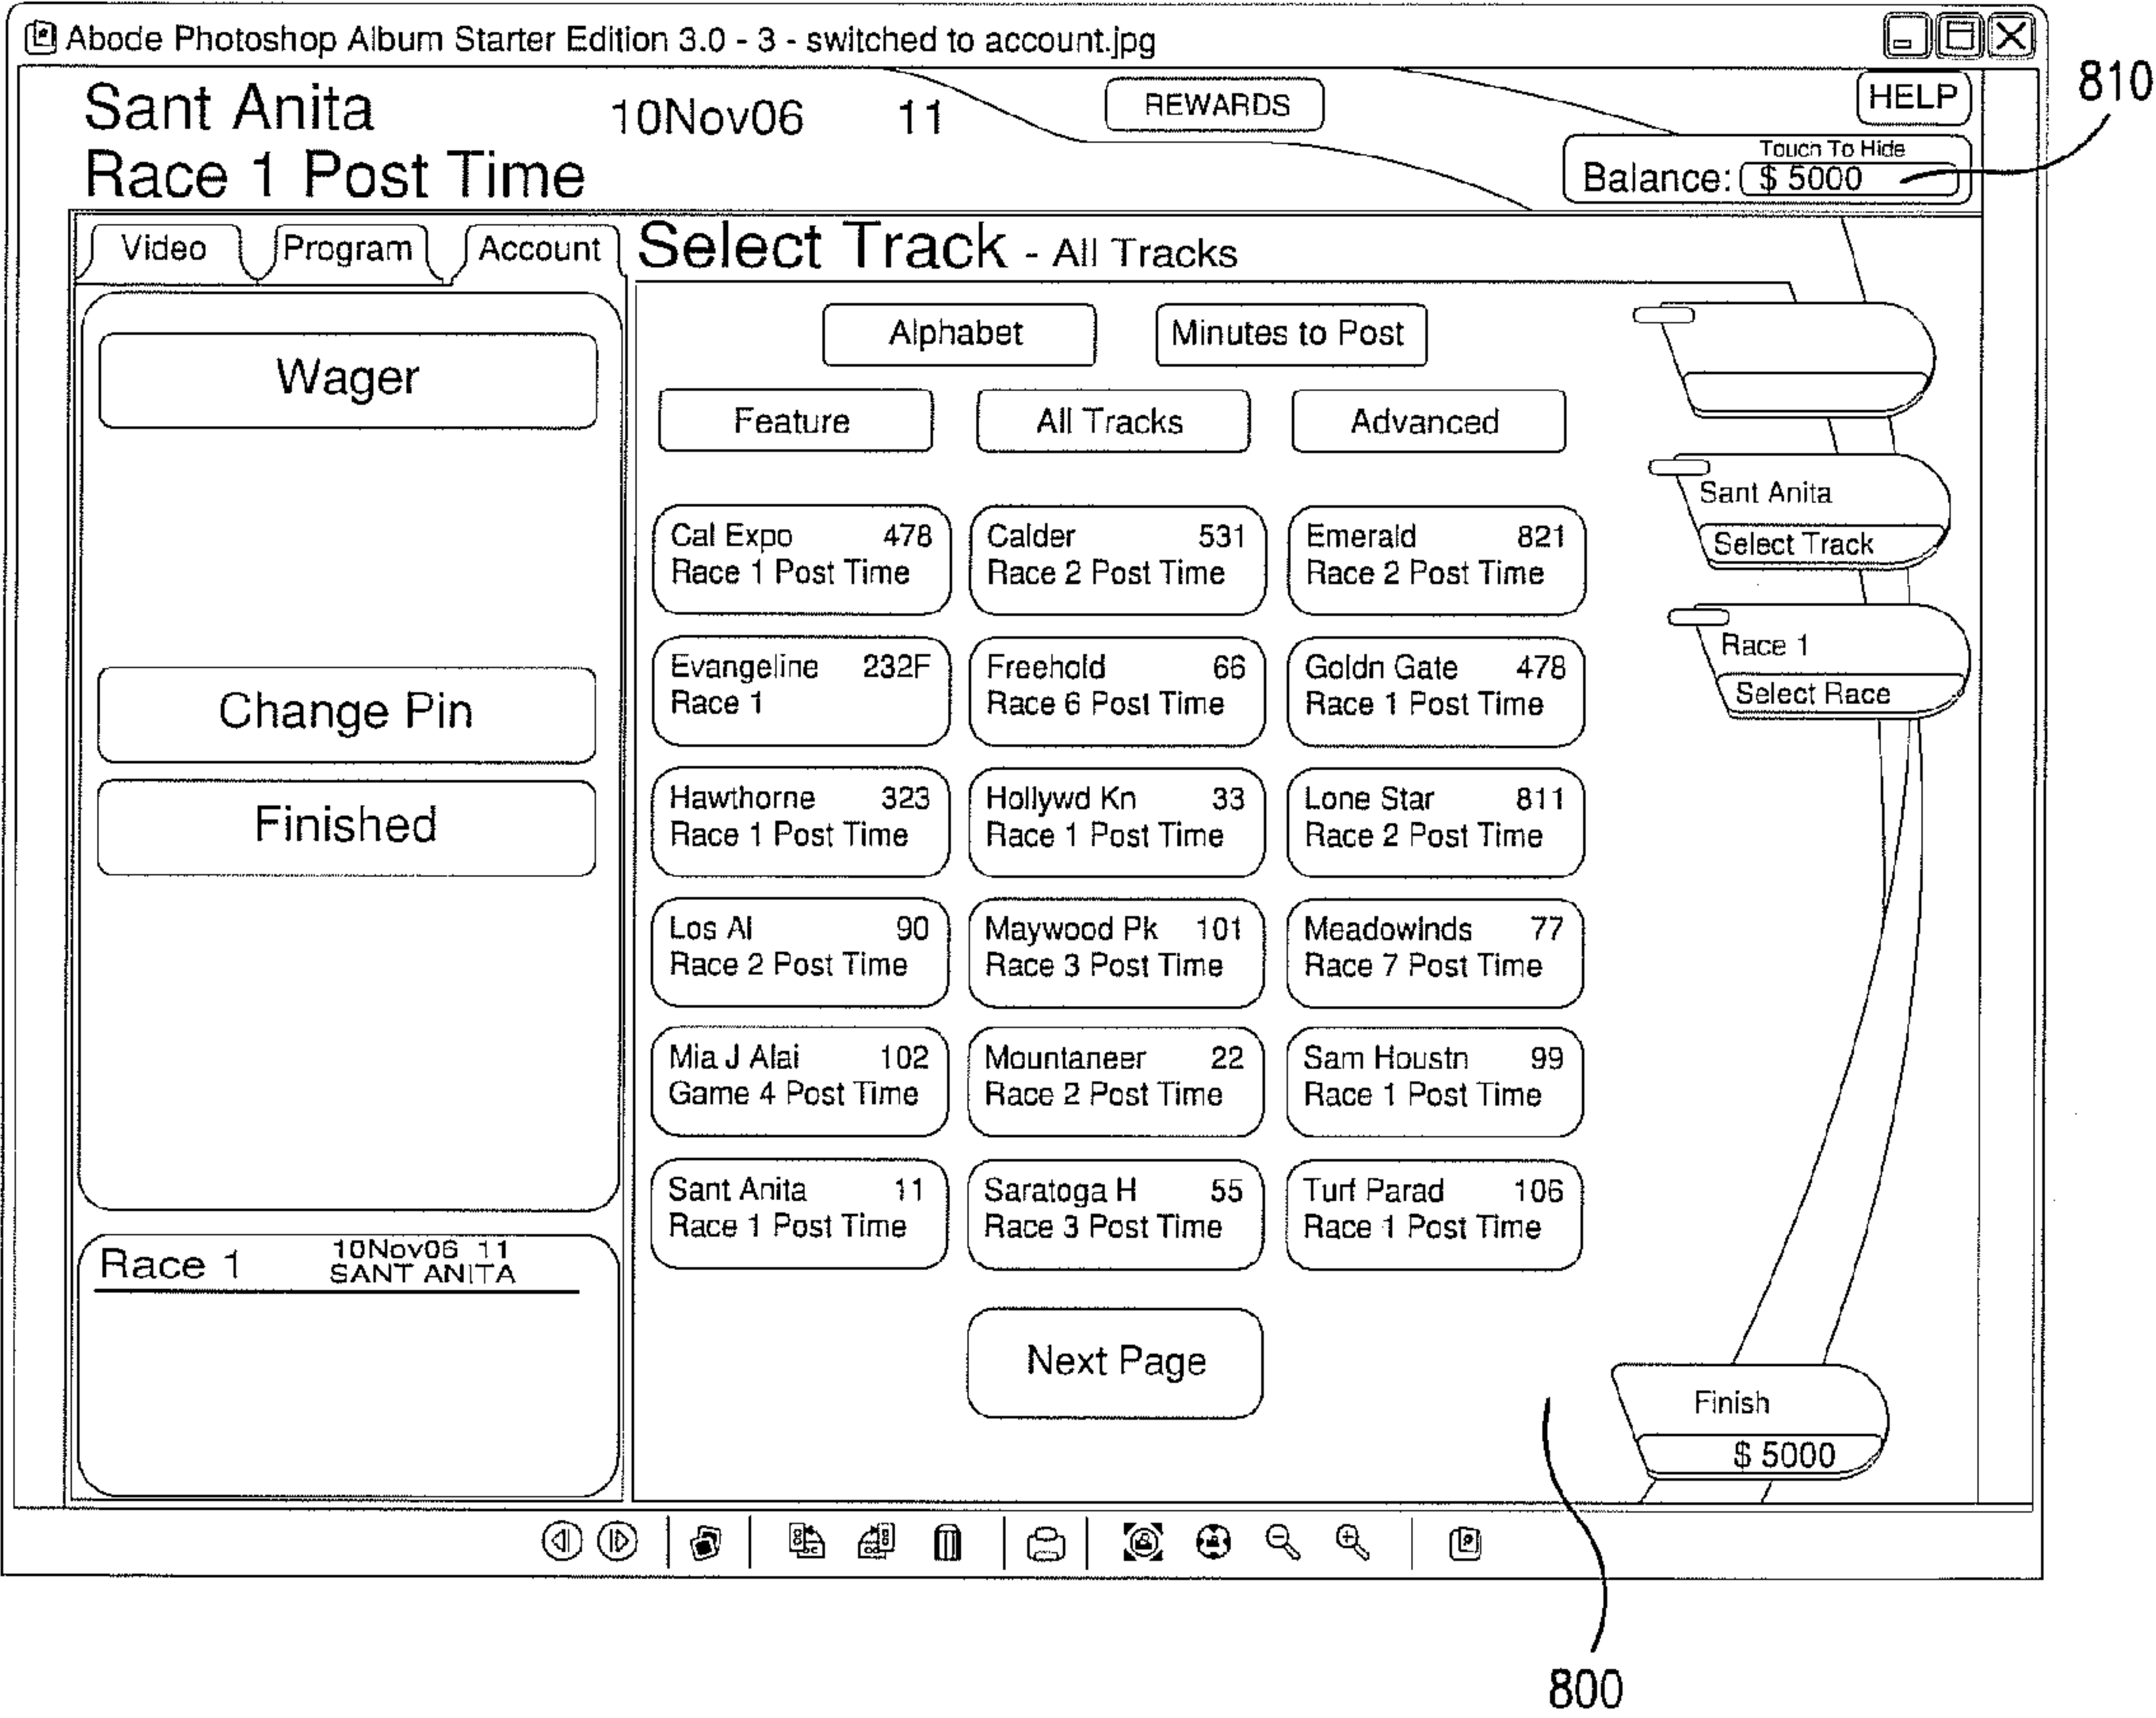 Abode Photoshop Album Starter Edition 3.0 - 3 - switched to account.jpg
Sant Anita 10Nov06 11 REWARDS HELP
810
Race 1 Post Time
Touch To Hide
Balance: $ 5000
Video Program Account
Select Track - All Tracks
Wager
Change Pin
Finished
Race 1
10Nov06 11
SANT ANITA
Alphabet Minutes to Post
Feature All Tracks Advanced
Cal Expo 478
Race 1 Post Time
Calder 531
Race 2 Post Time
Emerald 821
Race 2 Post Time
Evangeline 232F
Race 1
Freehold 66
Race 6 Post Time
Goldn Gate 478
Race 1 Post Time
Hawthorne 323
Race 1 Post Time
Hollywd Kn 33
Race 1 Post Time
Lone Star 811
Race 2 Post Time
Los Al 90
Race 2 Post Time
Maywood Pk 101
Race 3 Post Time
Meadowlnds 77
Race 7 Post Time
Mia J Alai 102
Game 4 Post Time
Mountaneer 22
Race 2 Post Time
Sam Houstn 99
Race 1 Post Time
Sant Anita 11
Race 1 Post Time
Saratoga H 55
Race 3 Post Time
Turf Parad 106
Race 1 Post Time
Next Page
Sant Anita
Select Track
Race 1
Select Race
Finish
$ 5000
800